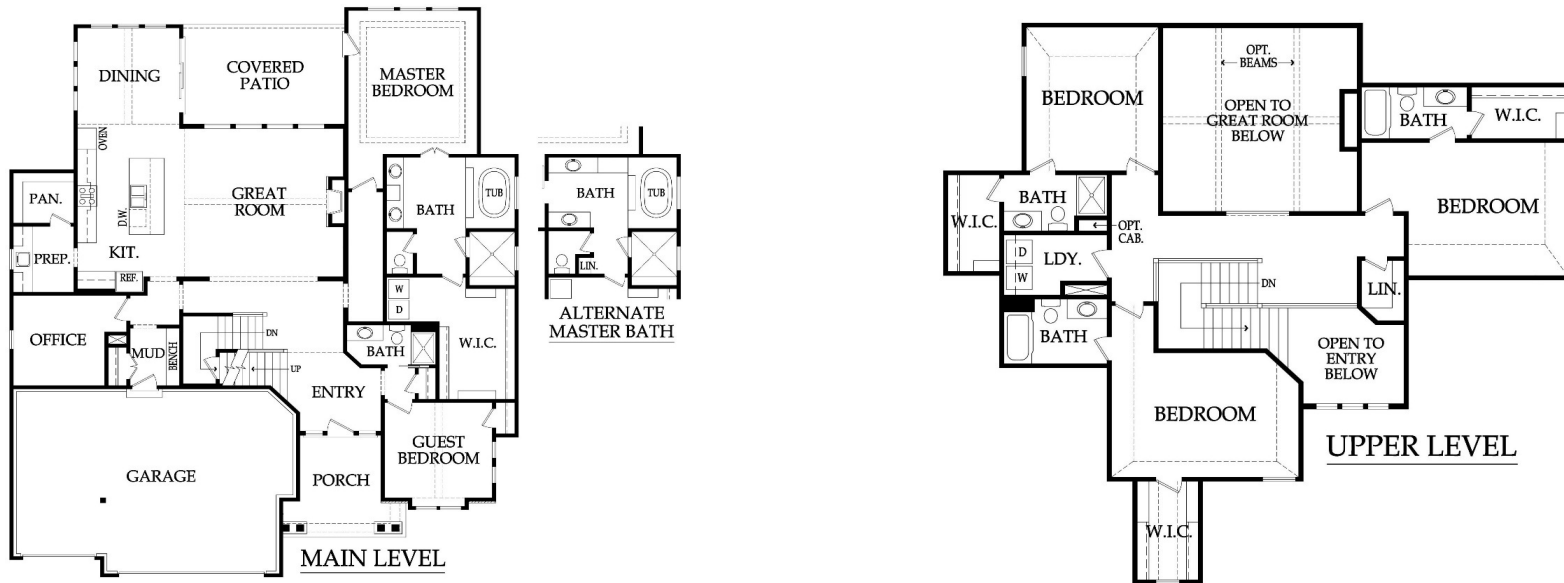 DINING
COVERED
PATIO
MASTER
BEDROOM
OVEN
PAN.
D.W.
GREAT
ROOM
BATH
TUB
PREP.
KIT.
REF.
W
D
OFFICE
MUD
BENCH
DN
UP
BATH
W.I.C.
ENTRY
GUEST
BEDROOM
GARAGE
PORCH
MAIN LEVEL
BATH
TUB
LIN.
ALTERNATE
MASTER BATH
BEDROOM
OPT.
BEAMS
OPEN TO
GREAT ROOM
BELOW
BATH
W.I.C.
BEDROOM
W.I.C.
BATH
OPT.
CAB.
D
W
LDY.
DN
LIN.
BATH
OPEN TO
ENTRY
BELOW
BEDROOM
W.I.C.
UPPER LEVEL